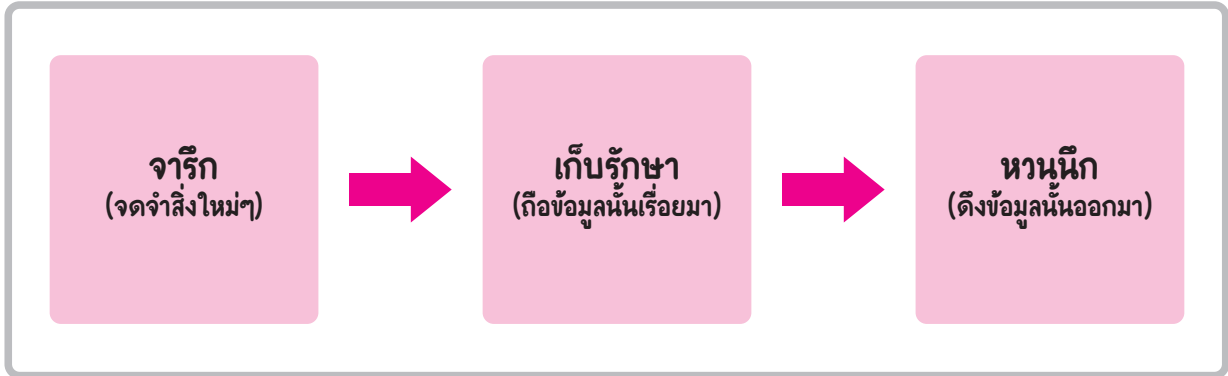 จารึก
(จดจำสิ่งใหม่ๆ)
เก็บรักษา
(ถือข้อมูลนั้นเรื่อยมา)
หวนนึก
(ดึงข้อมูลนั้นออกมา)